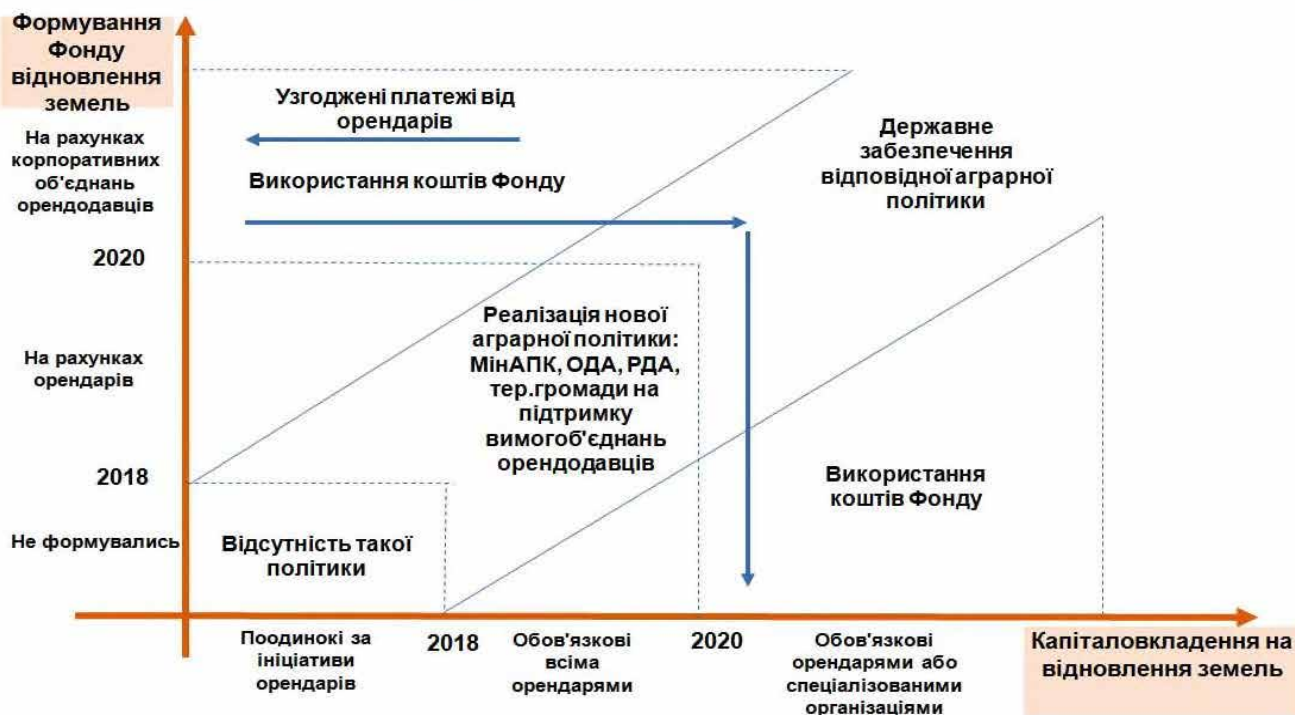 Формування
Фонду
відновлення
земель
Узгоджені платежі від
орендарів
На рахунках
корпоративних
об'єднань
орендодавців
Використання коштів Фонду
Державне
забезпечення
відповідної аграрної
політики
2020
Реалізація нової
аграрної політики:
МінАПК, ОДА, РДА,
тер.громади на
підтримку
вимогоб'єднань
орендодавців
На рахунках
орендарів
2018
Використання
коштів Фонду
Не формувались
Відсутність такої
політики
Поодинокі за
ініціативи
орендарів
2018
Обов'язкові
всіма
орендарями
2020
Обов'язкові
орендарями або
спеціалізованими
організаціями
Капіталовкладення на
відновлення земель